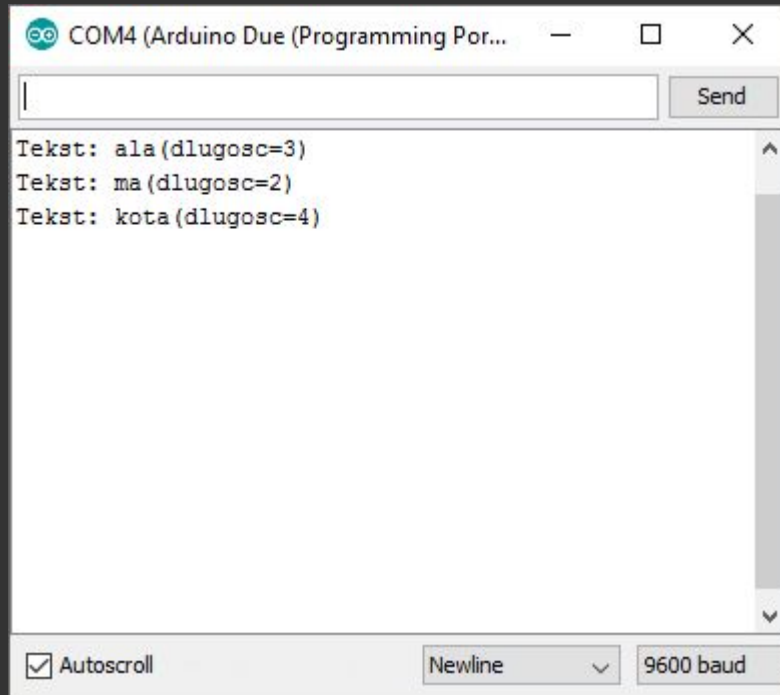 COM4 (Arduino Due (Programming Por...
Send
Tekst: ala(dlugosc=3)
Tekst: ma(dlugosc=2)
Tekst: kota(dlugosc=4)
Autoscroll
Newline
9600 baud